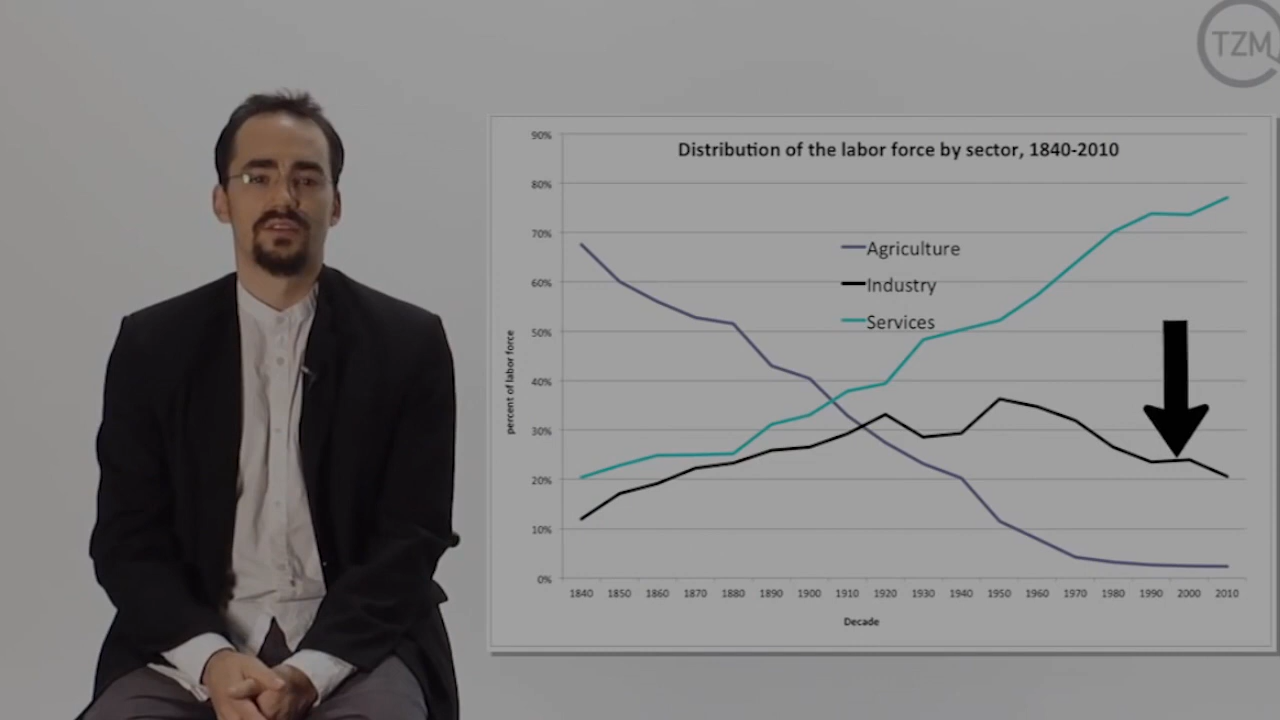 TZM
Distribution of the labor force by sector, 1840-2010
90%
80%
70%
60%
50%
40%
30%
20%
10%
0%
percent of labor force
Agriculture
Industry
Services
1840 1850 1860 1870 1880 1890 1900 1910 1920 1930 1940 1950 1960 1970 1980 1990 2000 2010
Decade